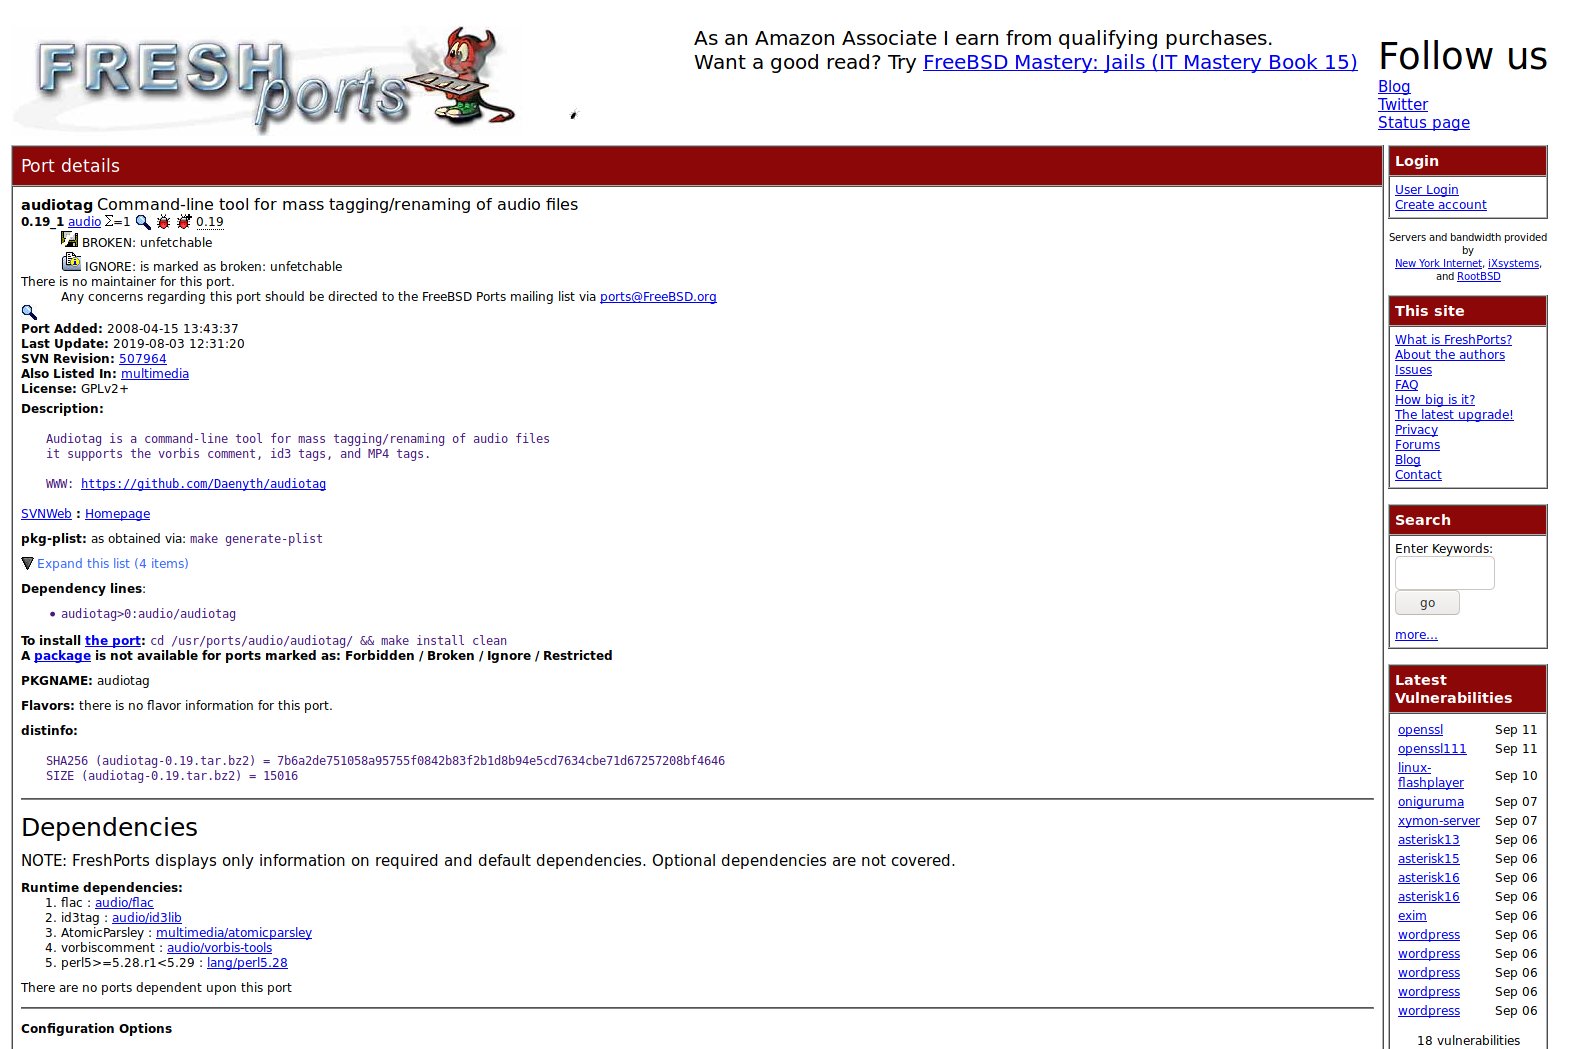 FRESH
ports
As an Amazon Associate I earn from qualifying purchases.
Want a good read? Try FreeBSD Mastery: Jails (IT Mastery Book 15)
Follow us
Blog
Twitter
Status page
Port details
audiotag Command-line tool for mass tagging/renaming of audio files
0.19_1 audio Σ=1 0.19
BROKEN: unfetchable
IGNORE: is marked as broken: unfetchable
There is no maintainer for this port.
Any concerns regarding this port should be directed to the FreeBSD Ports mailing list via ports@FreeBSD.org
Port Added: 2008-04-15 13:43:37
Last Update: 2019-08-03 12:31:20
SVN Revision: 507964
Also Listed In: multimedia
License: GPLv2+
Description:
Audiotag is a command-line tool for mass tagging/renaming of audio files
it supports the vorbis comment, id3 tags, and MP4 tags.
WWW: https://github.com/Daenyth/audiotag
SVNWeb : Homepage
pkg-plist: as obtained via: make generate-plist
Expand this list (4 items)
Dependency lines:
• audiotag>0:audio/audiotag
To install the port: cd /usr/ports/audio/audiotag/ && make install clean
A package is not available for ports marked as: Forbidden / Broken / Ignore / Restricted
PKGNAME: audiotag
Flavors: there is no flavor information for this port.
distinfo:
SHA256 (audiotag-0.19.tar.bz2) = 7b6a2de751058a95755f0842b83f2b1d8b94e5cd7634cbe71d67257208bf4646
SIZE (audiotag-0.19.tar.bz2) = 15016
Dependencies
NOTE: FreshPorts displays only information on required and default dependencies. Optional dependencies are not covered.
Runtime dependencies:
1. flac : audio/flac
2. id3tag : audio/id3lib
3. AtomicParsley : multimedia/atomicparsley
4. vorbiscomment : audio/vorbis-tools
5. perl5>=5.28.r1<5.29 : lang/perl5.28
There are no ports dependent upon this port
Configuration Options
Login
User Login
Create account
Servers and bandwidth provided
by
New York Internet, iXsystems,
and RootBSD
This site
What is FreshPorts?
About the authors
Issues
FAQ
How big is it?
The latest upgrade!
Privacy
Forums
Blog
Contact
Search
Enter Keywords:
go
more...
Latest
Vulnerabilities
openssl Sep 11
openssl111 Sep 11
linux-
flashplayer Sep 10
oniguruma Sep 07
xymon-server Sep 07
asterisk13 Sep 06
asterisk15 Sep 06
asterisk16 Sep 06
asterisk16 Sep 06
exim Sep 06
wordpress Sep 06
wordpress Sep 06
wordpress Sep 06
wordpress Sep 06
wordpress Sep 06
18 vulnerabilities